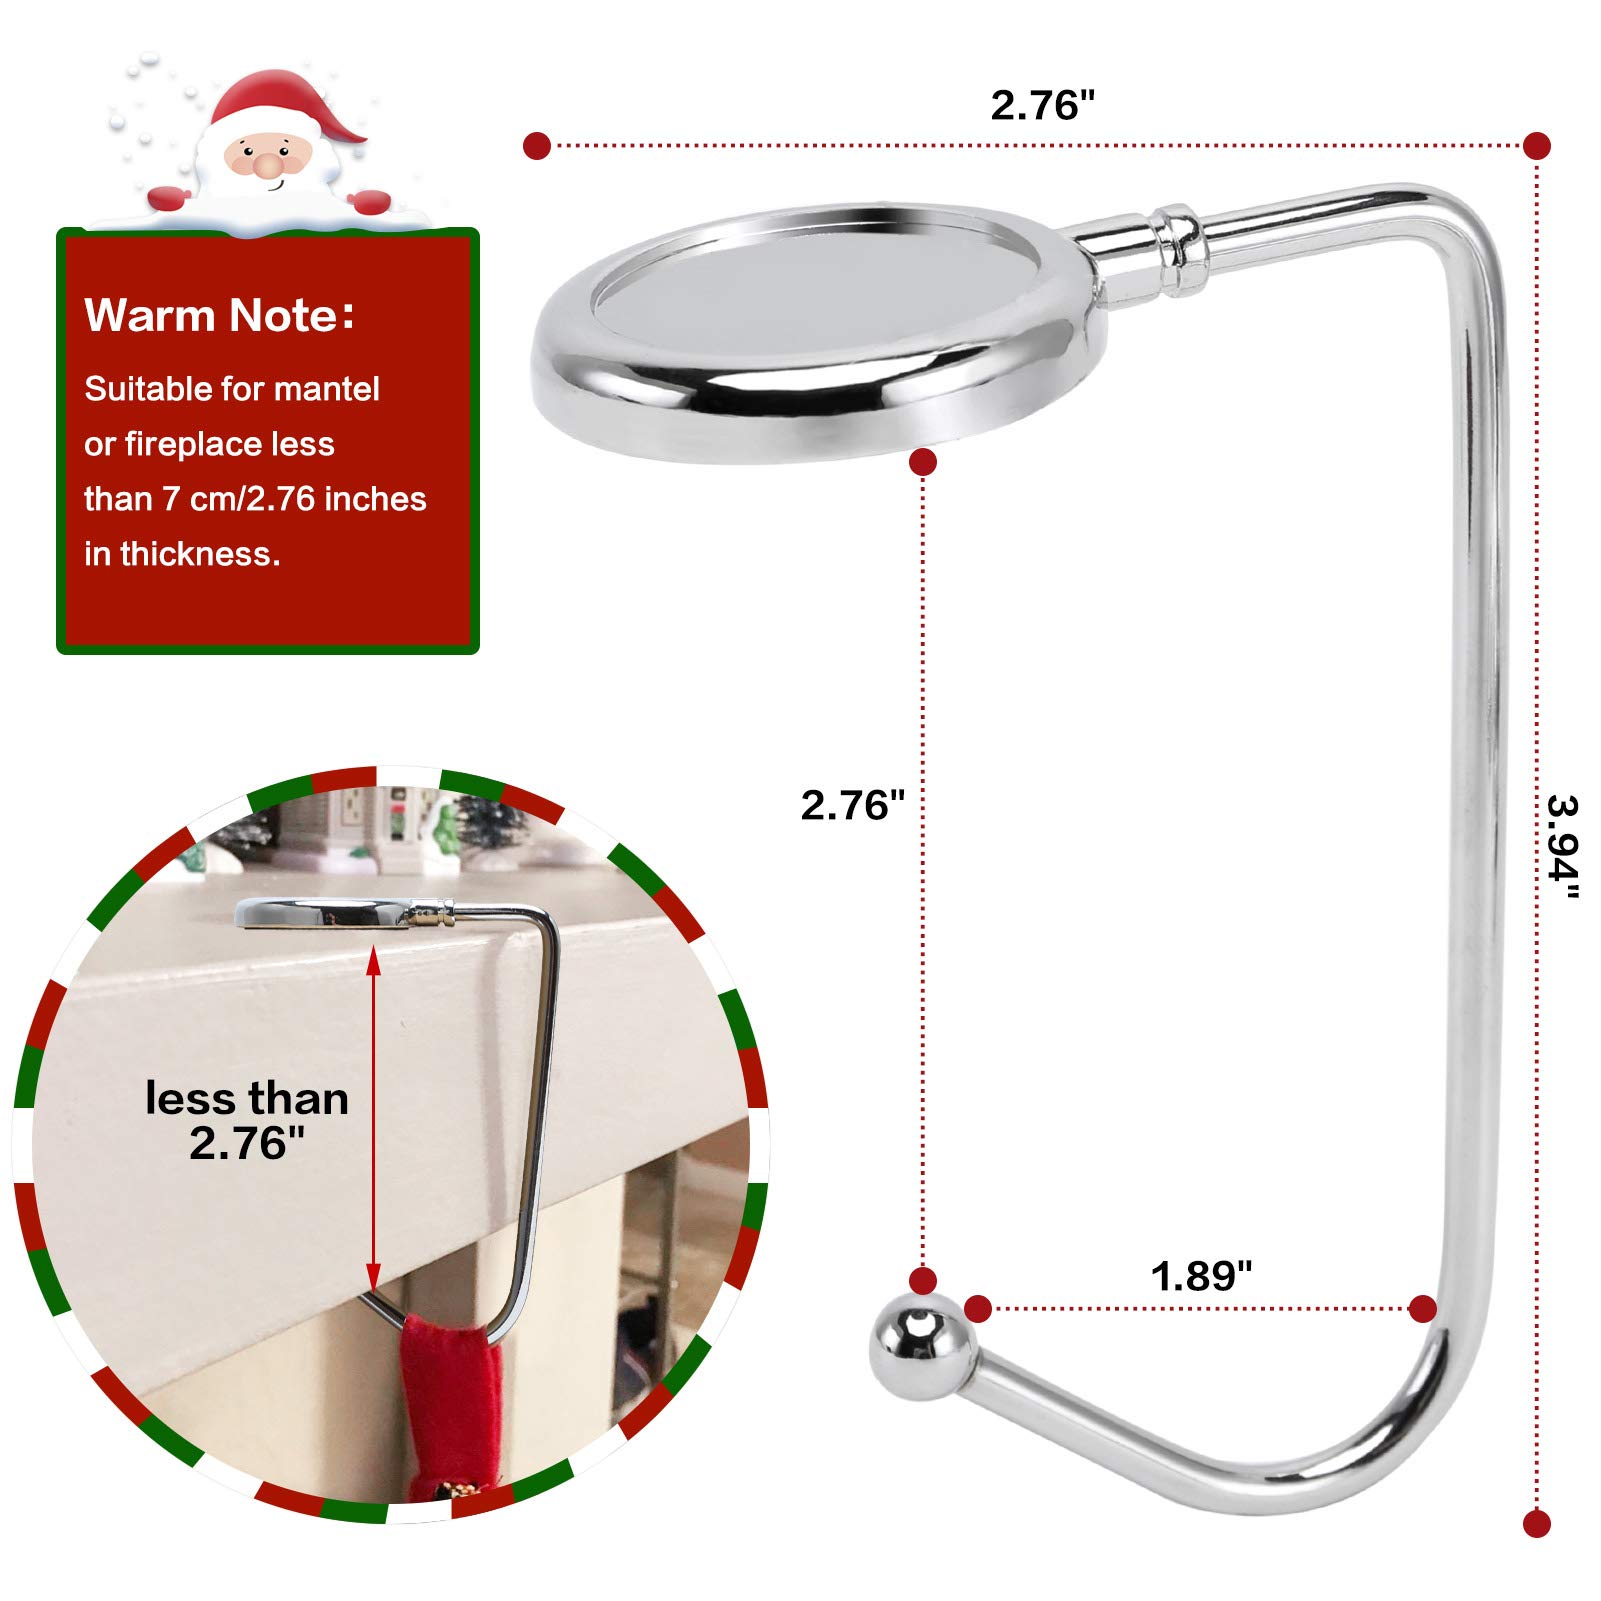 Warm Note:
Suitable for mantel
or fireplace less
than 7 cm/2.76 inches
in thickness.
2.76"
2.76"
3.94"
1.89"
less than
2.76"